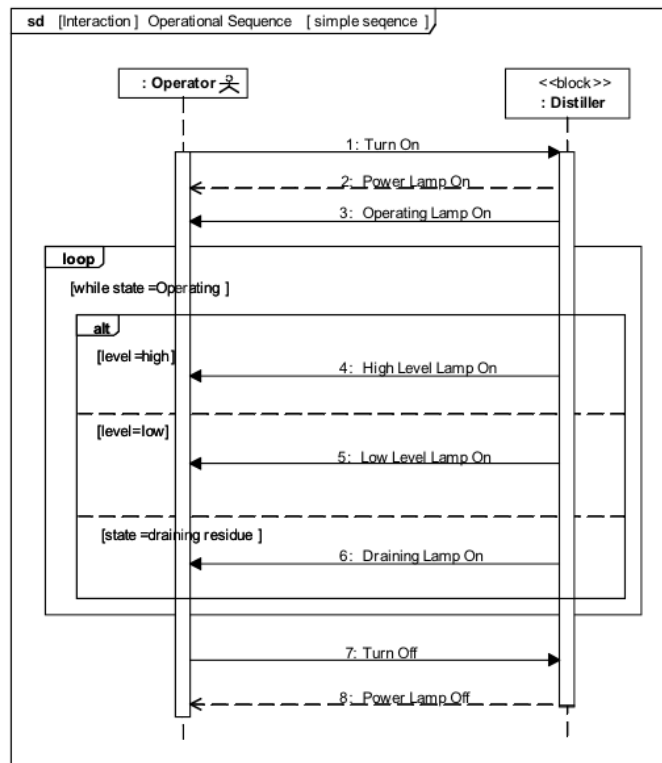 sd [Interaction ] Operational Sequence [ simple seqence ]
: Operator
<<block>>
: Distiller
1: Turn On
2: Power Lamp On
3: Operating Lamp On
loop
[while state =Operating ]
alt
[level =high]
4: High Level Lamp On
[level=low]
5: Low Level Lamp On
[state =draining residue ]
6: Draining Lamp On
7: Turn Off
8: Power Lamp Off